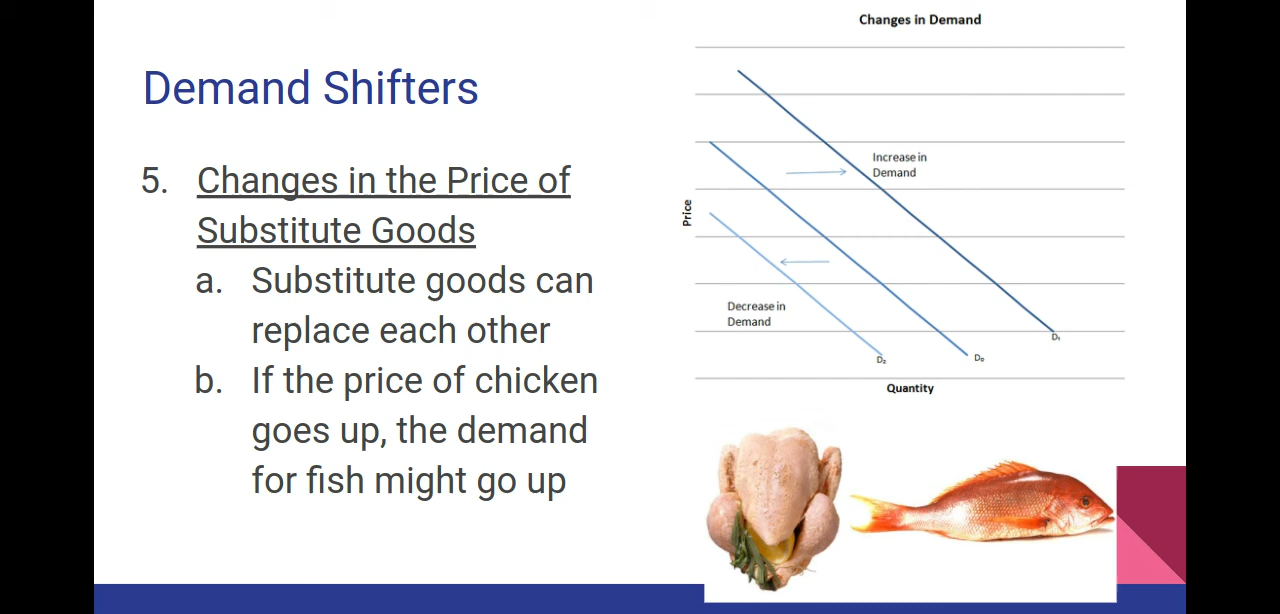 Changes in Demand
Demand Shifters
5. Changes in the Price of
Substitute Goods
a. Substitute goods can
replace each other
b. If the price of chicken
goes up, the demand
for fish might go up
Increase in
Demand
Price
Decrease in
Demand
D₁
D₂
D₀
Quantity